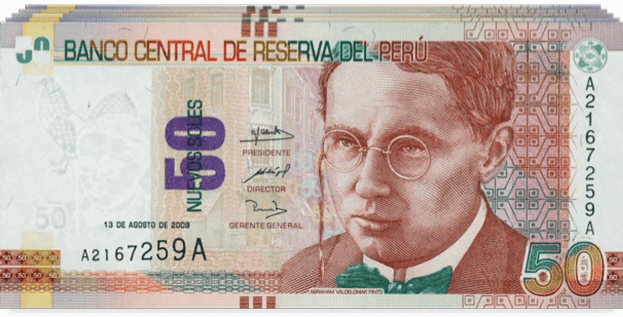 BANCO CENTRAL DE RESERVA DEL PERÚ
50
50
NUEVOS SOLES
PRESIDENTE
DIRECTOR
GERENTE GENERAL
13 DE AGOSTO DE 2009
A2167259A
A2167259A
50
ABRAHAM VALDELOMAR PINTO
50